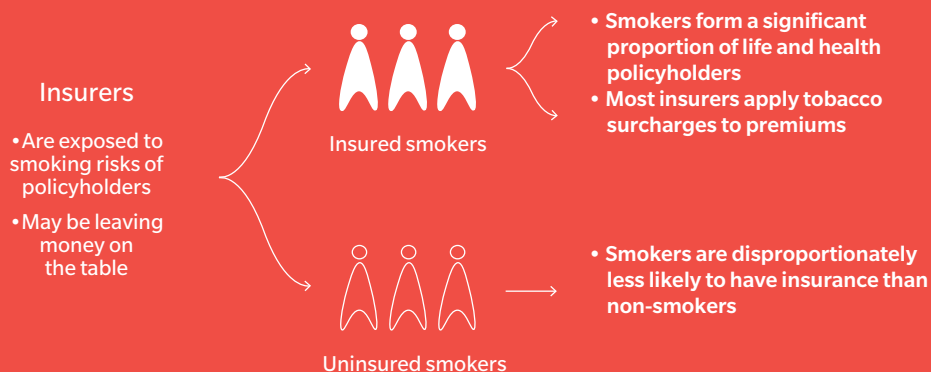 Insurers
•Are exposed to
smoking risks of
policyholders
•May be leaving
money on
the table
Insured smokers
• Smokers form a significant
proportion of life and health
policyholders
• Most insurers apply tobacco
surcharges to premiums
Uninsured smokers
• Smokers are disproportionately
less likely to have insurance than
non-smokers